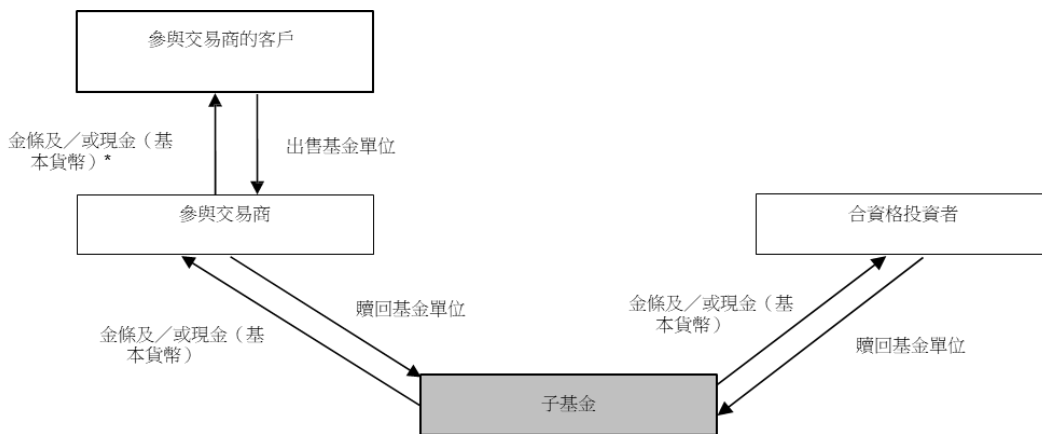 參與交易商的客戶
金條及／或現金（基
本貨幣）*
出售基金單位
參與交易商
合資格投資者
贖回基金單位
金條及／或現金（基
本貨幣）
金條及／或現金（基
本貨幣）
贖回基金單位
子基金